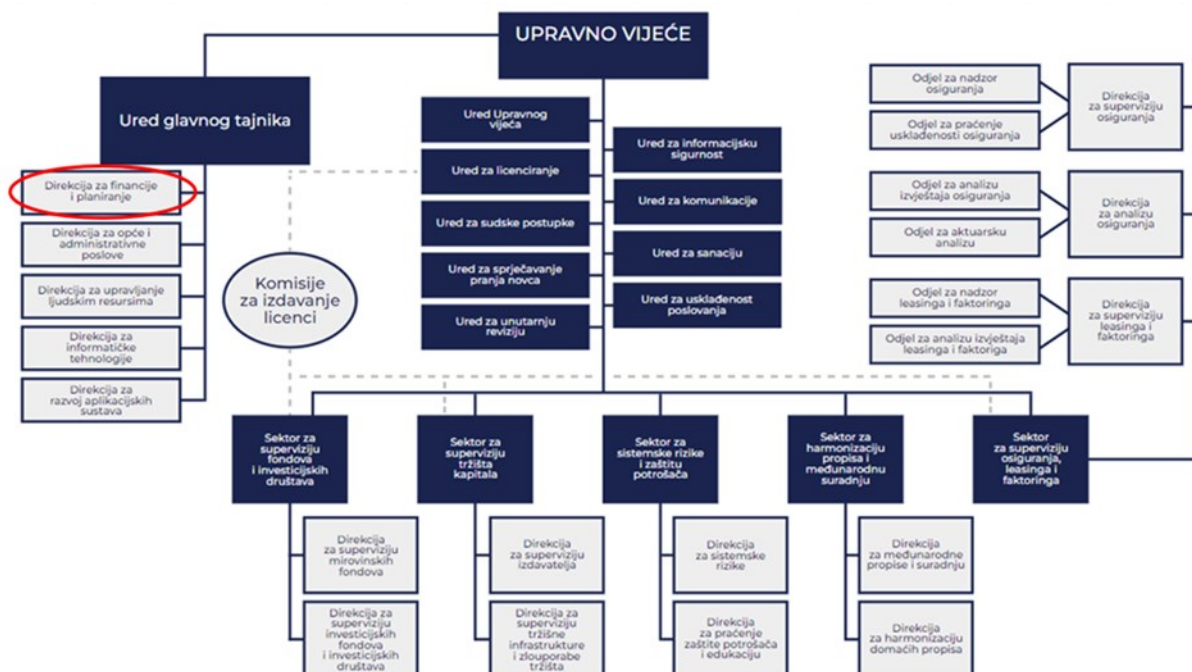 UPRAVNO VIJEĆE
Ured glavnog tajnika
Direkcija za financije
i planiranje
Direkcija za opće i
administrativne
poslove
Direkcija za upravljanje
ljudskim resursima
Direkcija za
informatičke
tehnologije
Direkcija za
razvoj aplikacijskih
sustava
Komisije
za izdavanje
licenci
Ured Upravnog
vijeća
Ured za licenciranje
Ured za sudske postupke
Ured za sprječavanje
pranja novca
Ured za unutarnju
reviziju
Ured za informacijsku
sigurnost
Ured za komunikacije
Ured za sanaciju
Ured za usklađenost
poslovanja
Odjel za nadzor
osiguranja
Odjel za praćenje
usklađenosti osiguranja
Direkcija
za superviziju
osiguranja
Odjel za analizu
izvještaja osiguranja
Odjel za aktuarsku
analizu
Direkcija
za analizu
osiguranja
Odjel za nadzor
leasinga i faktoringa
Odjel za analizu izvještaja
leasinga i faktoriga
Direkcija
za superviziju
leasinga i
faktoringa
Sektor za
superviziju
fondova
i investicijskih
društava
Sektor za
superviziju
tržišta
kapitala
Sektor za
sistemske rizike
i zaštitu
potrošača
Sektor za
harmonizaciju
propisa i
međunarodnu
suradnju
Sektor
za superviziju
osiguranja,
leasinga i
faktoringa
Direkcija
za superviziju
mirovinskih
fondova
Direkcija za
superviziju
investicijskih
fondova
i investicijskih
društava
Direkcija
za superviziju
izdavatelja
Direkcija za
superviziju
tržišne
infrastrukture
i zlouporabe
tržišta
Direkcija
za sistemske
rizike
Direkcija
za praćenje
zaštite potrošača
i edukaciju
Direkcija
za međunarodne
propise i suradnju
Direkcija
za harmonizaciju
domaćih propisa